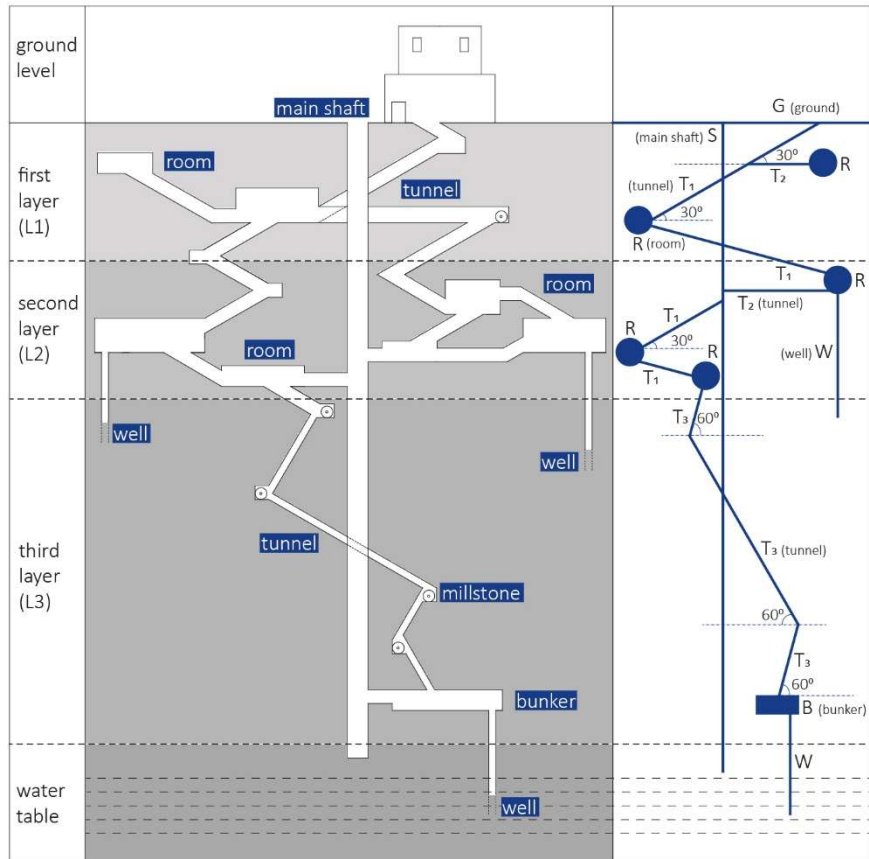 ground
level
main shaft
G (ground)
(main shaft) S
first
layer
(L1)
room
tunnel
30º
R
T₂
(tunnel) T₁
30º
R (room)
second
layer
(L2)
room
room
T₁
R
T₂ (tunnel)
T₁
R
30º
R
(well) W
T₁
well
well
T₃
60º
third
layer
(L3)
tunnel
millstone
bunker
T₃ (tunnel)
60º
T₃
60º
B (bunker)
water
table
well
W